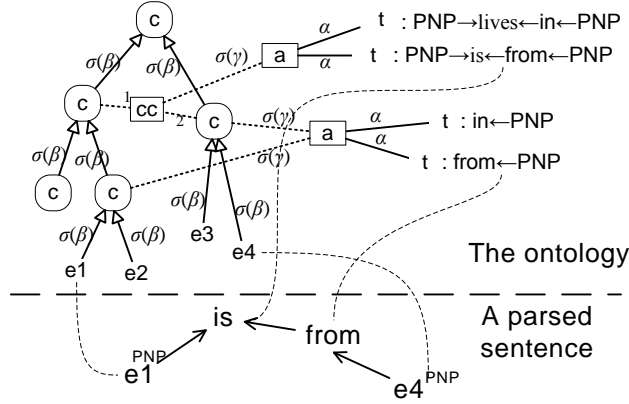 c
t : PNP→lives←in←PNP
α
σ(γ)
a
α
t : PNP→is←from←PNP
σ(β)
σ(β)
c
1
cc
2
c
σ(γ)
a
α
t : in←PNP
α
t : from←PNP
σ(γ)
σ(β)
σ(β)
c
c
σ(β)
σ(β)
σ(β)
σ(β)
e1
e2
e3
e4
The ontology
A parsed
sentence
is
from
e1 PNP
e4 PNP